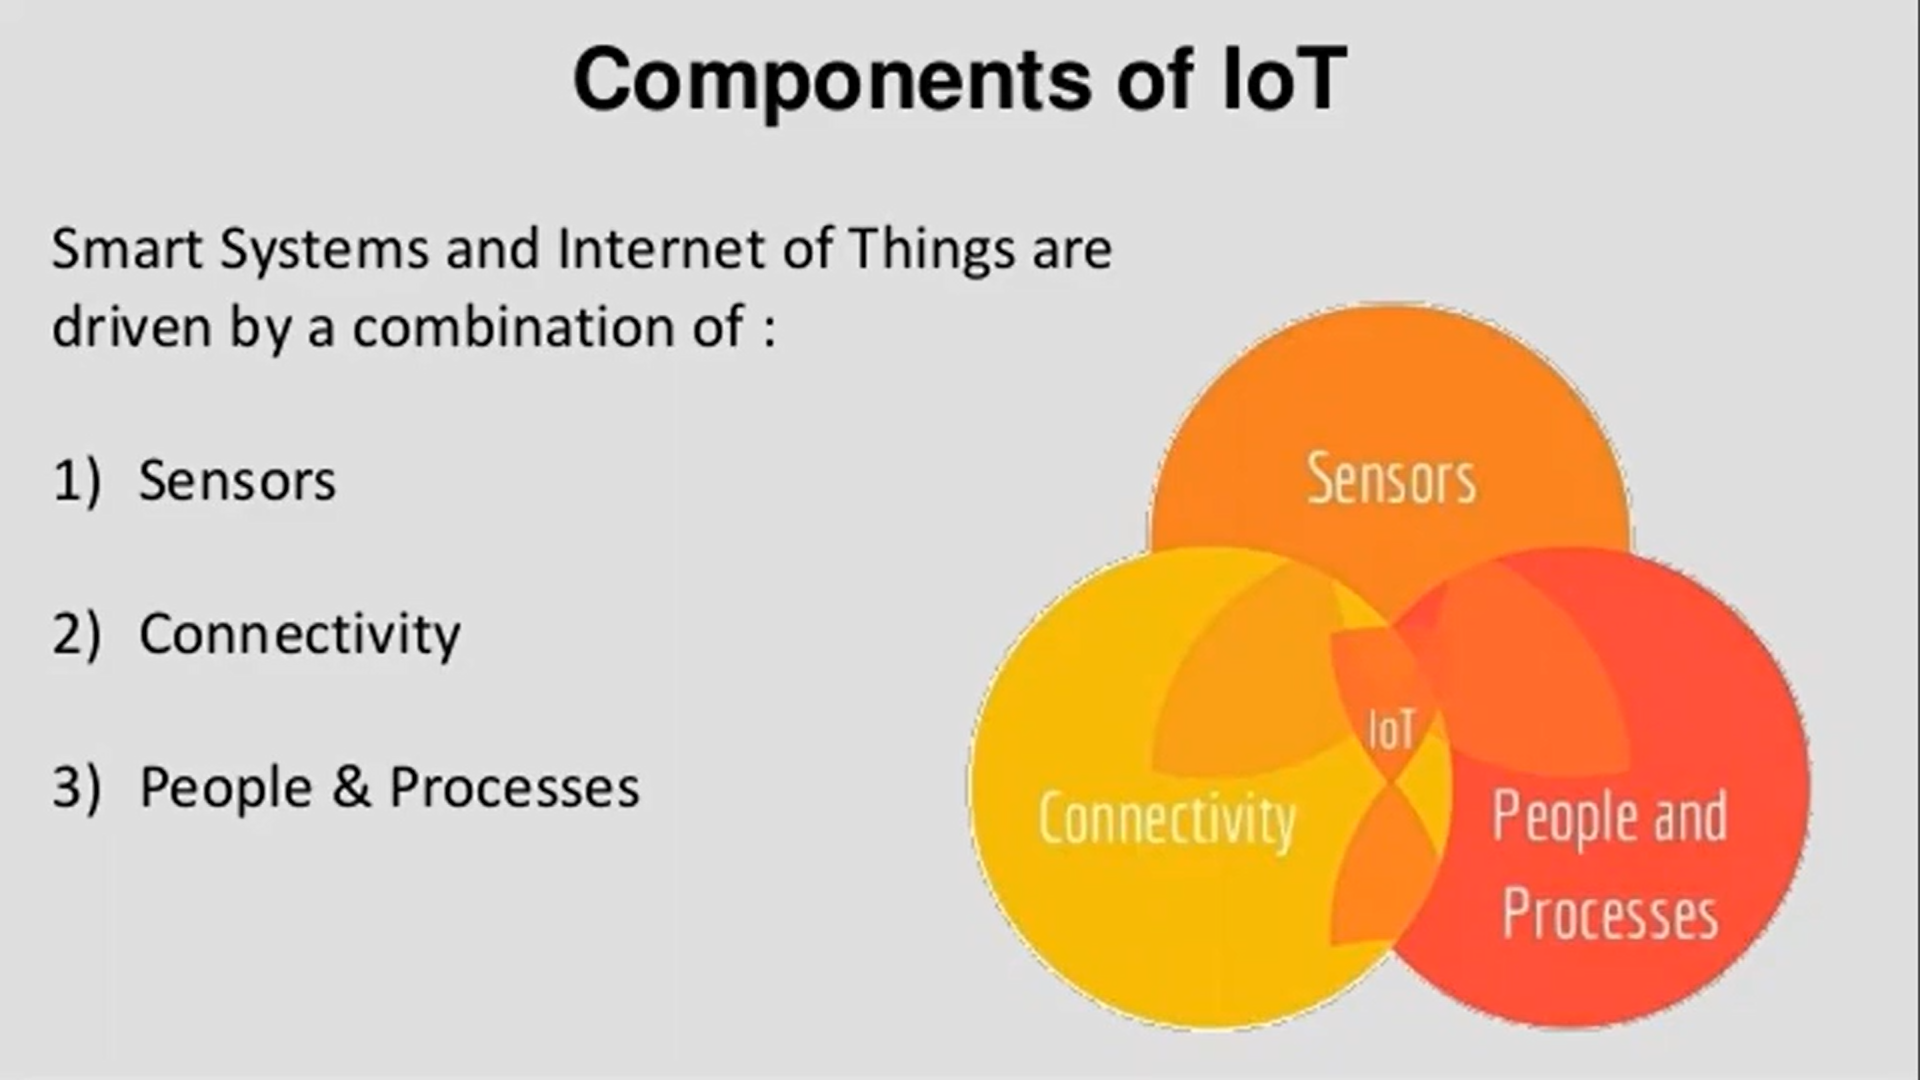 Components of IoT
Smart Systems and Internet of Things are
driven by a combination of :
1) Sensors
2) Connectivity
3) People & Processes
Sensors
IoT
Connectivity
People and
Processes